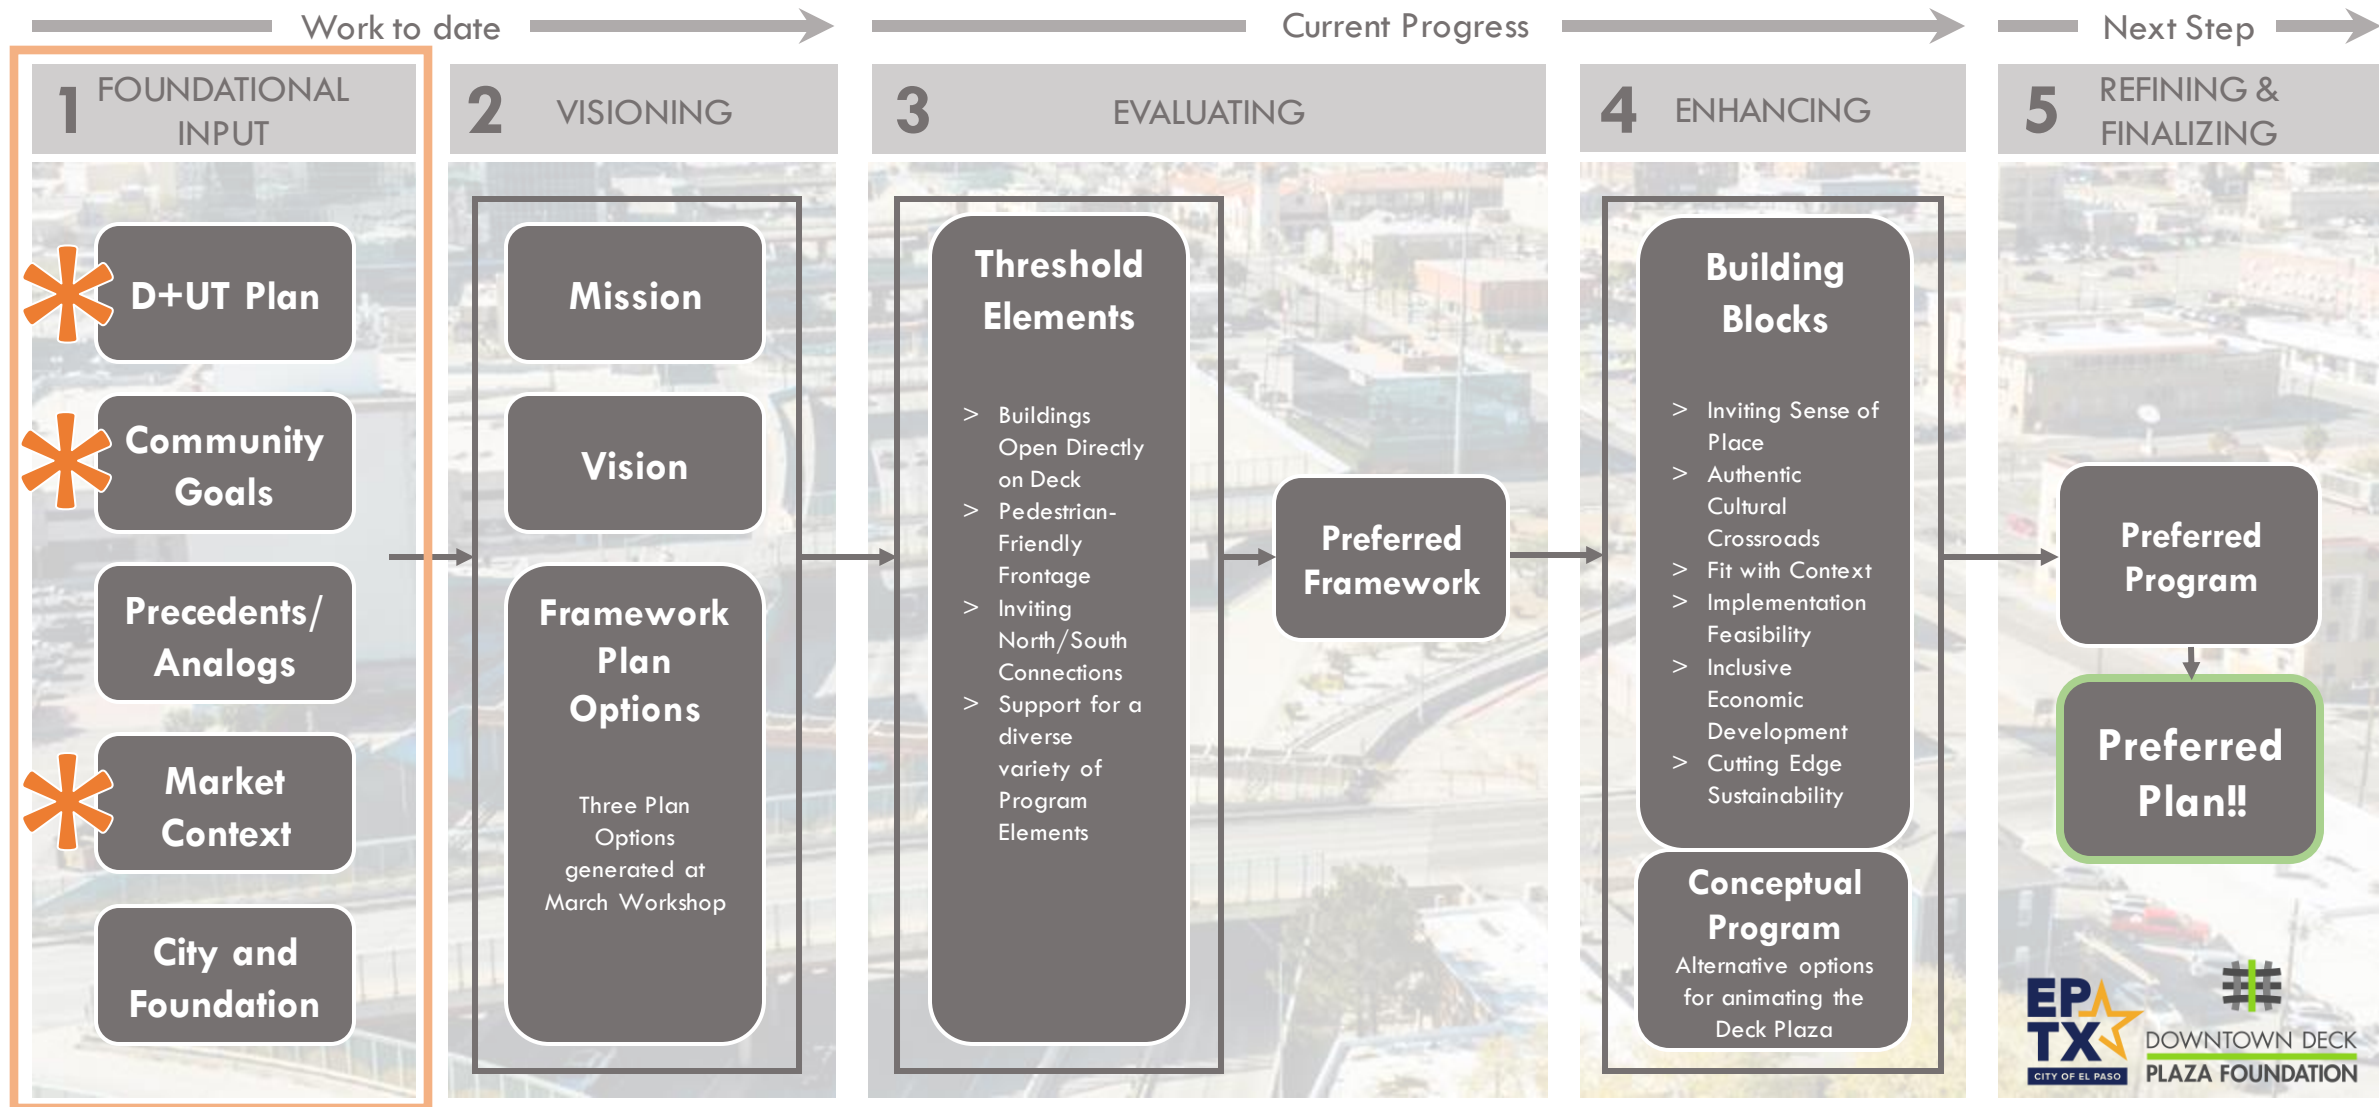 Work to date
Current Progress
Next Step
1 FOUNDATIONAL
INPUT
D+UT Plan
Community
Goals
Precedents/
Analogs
Market
Context
City and
Foundation
2 VISIONING
Mission
Vision
Framework
Plan
Options
Three Plan
Options
generated at
March Workshop
3 EVALUATING
Threshold
Elements
> Buildings
Open Directly
on Deck
> Pedestrian-
Friendly
Frontage
> Inviting
North/South
Connections
> Support for a
diverse
variety of
Program
Elements
Preferred
Framework
4 ENHANCING
Building
Blocks
> Inviting Sense of
Place
> Authentic
Cultural
Crossroads
> Fit with Context
> Implementation
Feasibility
> Inclusive
Economic
Development
> Cutting Edge
Sustainability
Conceptual
Program
Alternative options
for animating the
Deck Plaza
5 REFINING &
FINALIZING
Preferred
Program
Preferred
Plan!!
EP
TX
CITY OF EL PASO
DOWNTOWN DECK
PLAZA FOUNDATION